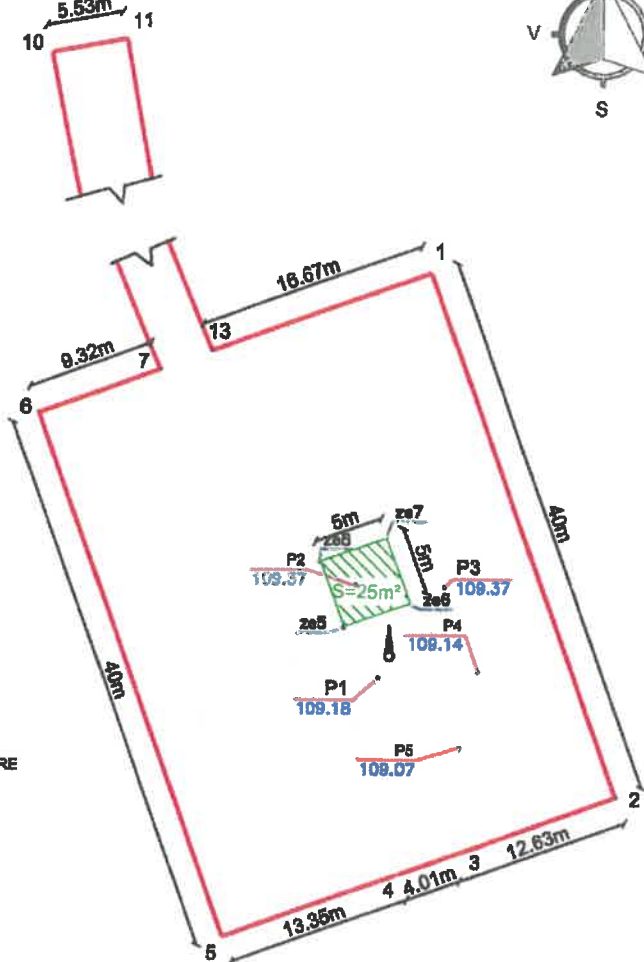 5.53m
10
11
V
S
1
16.67m
13
9.32m
7
6
40m
5m
ze7
ze8
5m
P2
109.37
S=25m²
P3
109.37
ze6
ze5
P4
109.14
40m
P1
109.18
P5
109.07
RE
2
12.63m
3
4.01m
4
13.35m
5